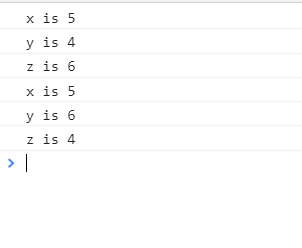 x is 5
y is 4
z is 6
x is 5
y is 6
z is 4